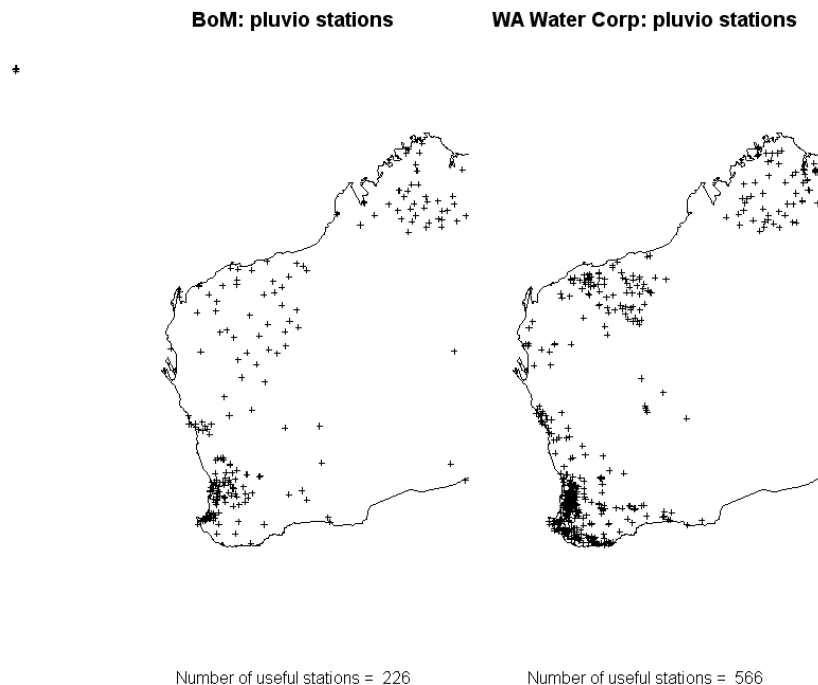 BoM: pluvio stations
WA Water Corp: pluvio stations
Number of useful stations = 226
Number of useful stations = 566